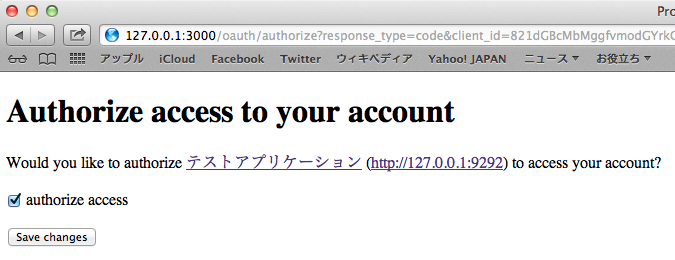 Pro
127.0.0.1:3000/oauth/authorize?response_type=code&client_id=821dGBcMbMggfvmodGYrkC
アップル iCloud Facebook Twitter ウィキペディア Yahoo! JAPAN ニュース▼ お役立ち▼
Authorize access to your account
Would you like to authorize テストアプリケーション (http://127.0.0.1:9292) to access your account?
authorize access
Save changes